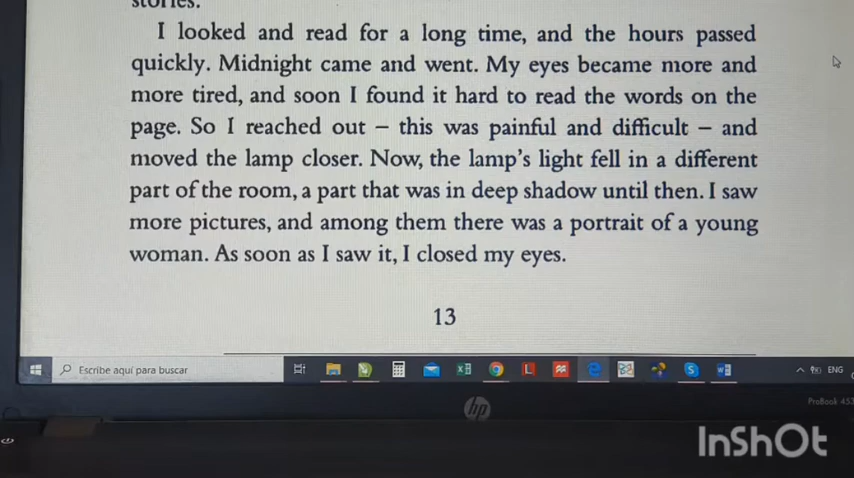 stories.
I looked and read for a long time, and the hours passed
quickly. Midnight came and went. My eyes became more and
more tired, and soon I found it hard to read the words on the
page. So I reached out – this was painful and difficult – and
moved the lamp closer. Now, the lamp's light fell in a different
part of the room, a part that was in deep shadow until then. I saw
more pictures, and among them there was a portrait of a young
woman. As soon as I saw it, I closed my eyes.
13
Escribe aquí para buscar
ENG
hp
ProBook 453
InShOt